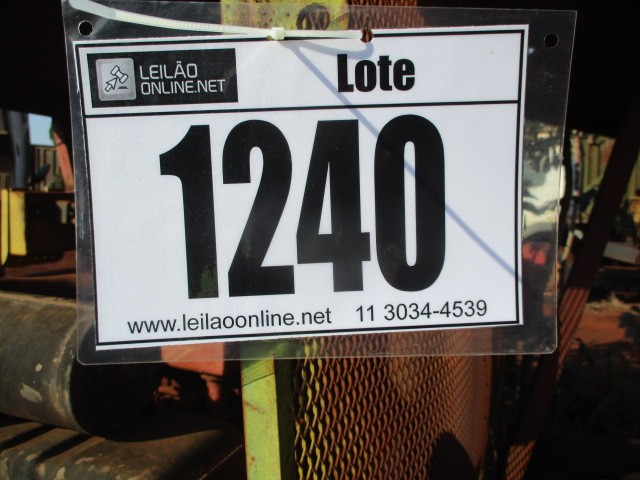 LEILÃO
ONLINE.NET
Lote
1240
www.leilaoonline.net 11 3034-4539